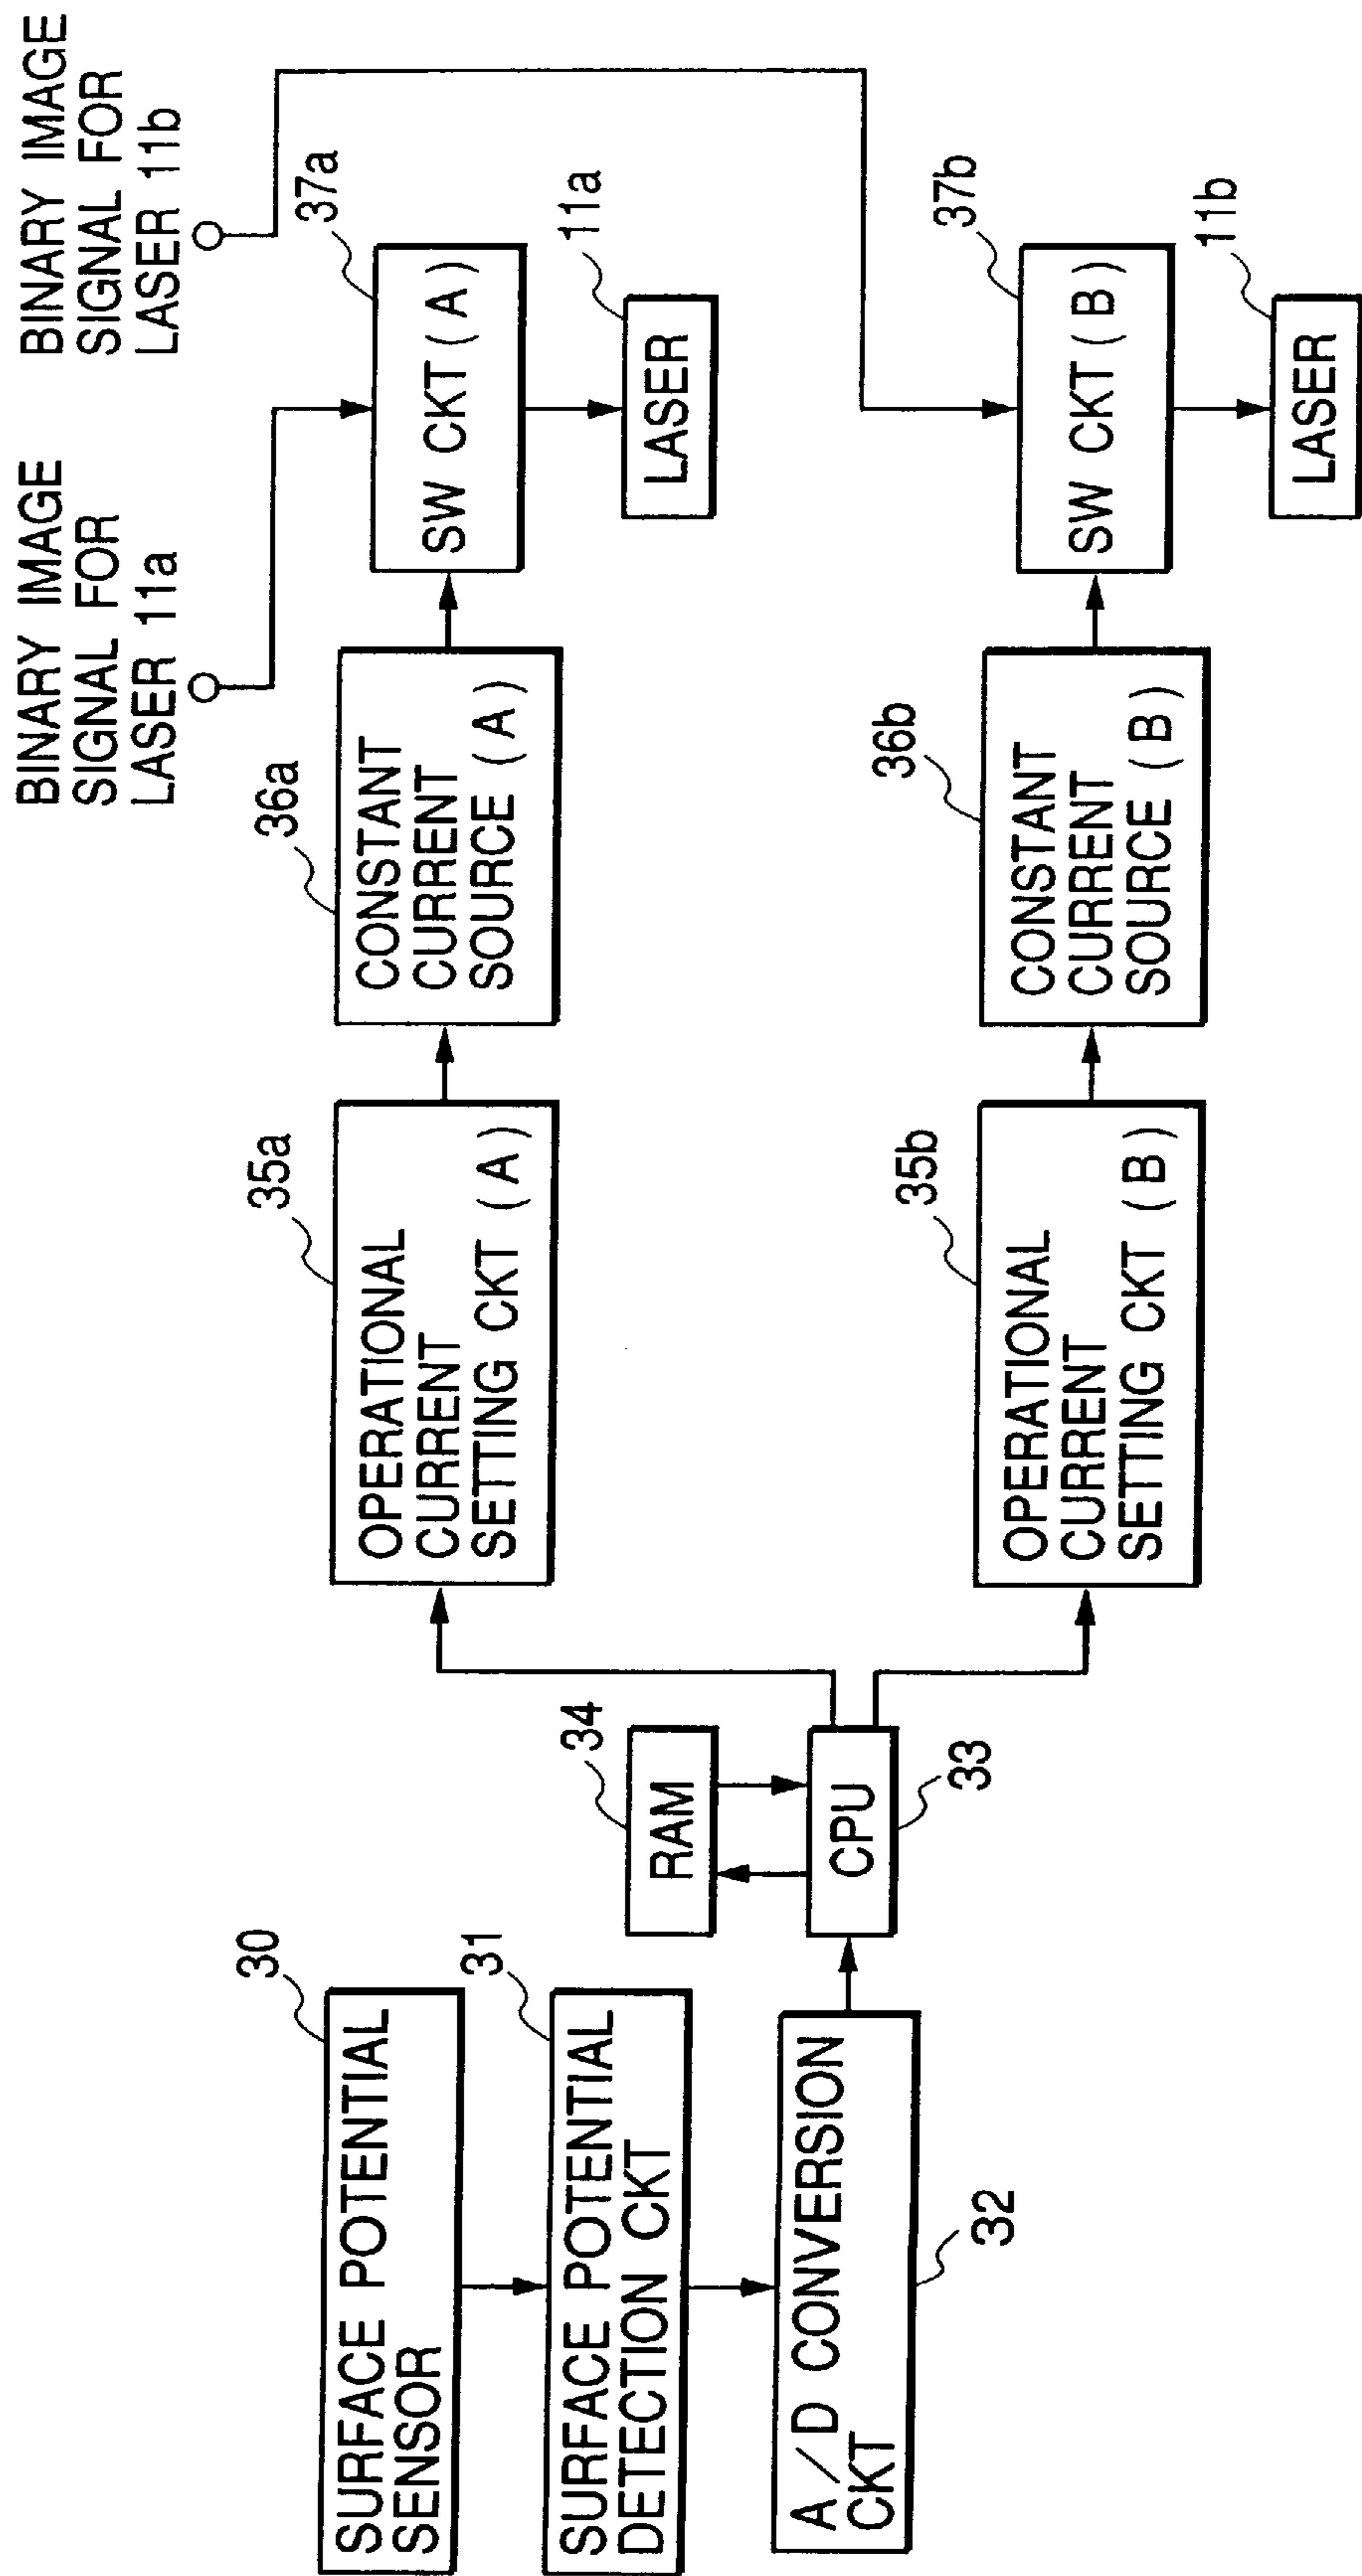 BINARY IMAGE
SIGNAL FOR
LASER 11a
BINARY IMAGE
SIGNAL FOR
LASER 11b
30
SURFACE POTENTIAL
SENSOR
31
SURFACE POTENTIAL
DETECTION CKT
A/D CONVERSION
CKT
32
34
RAM
CPU
33
35a
OPERATIONAL
CURRENT
SETTING CKT (A)
36a
CONSTANT
CURRENT
SOURCE (A)
37a
SW CKT (A)
11a
LASER
35b
OPERATIONAL
CURRENT
SETTING CKT (B)
36b
CONSTANT
CURRENT
SOURCE (B)
37b
SW CKT (B)
11b
LASER